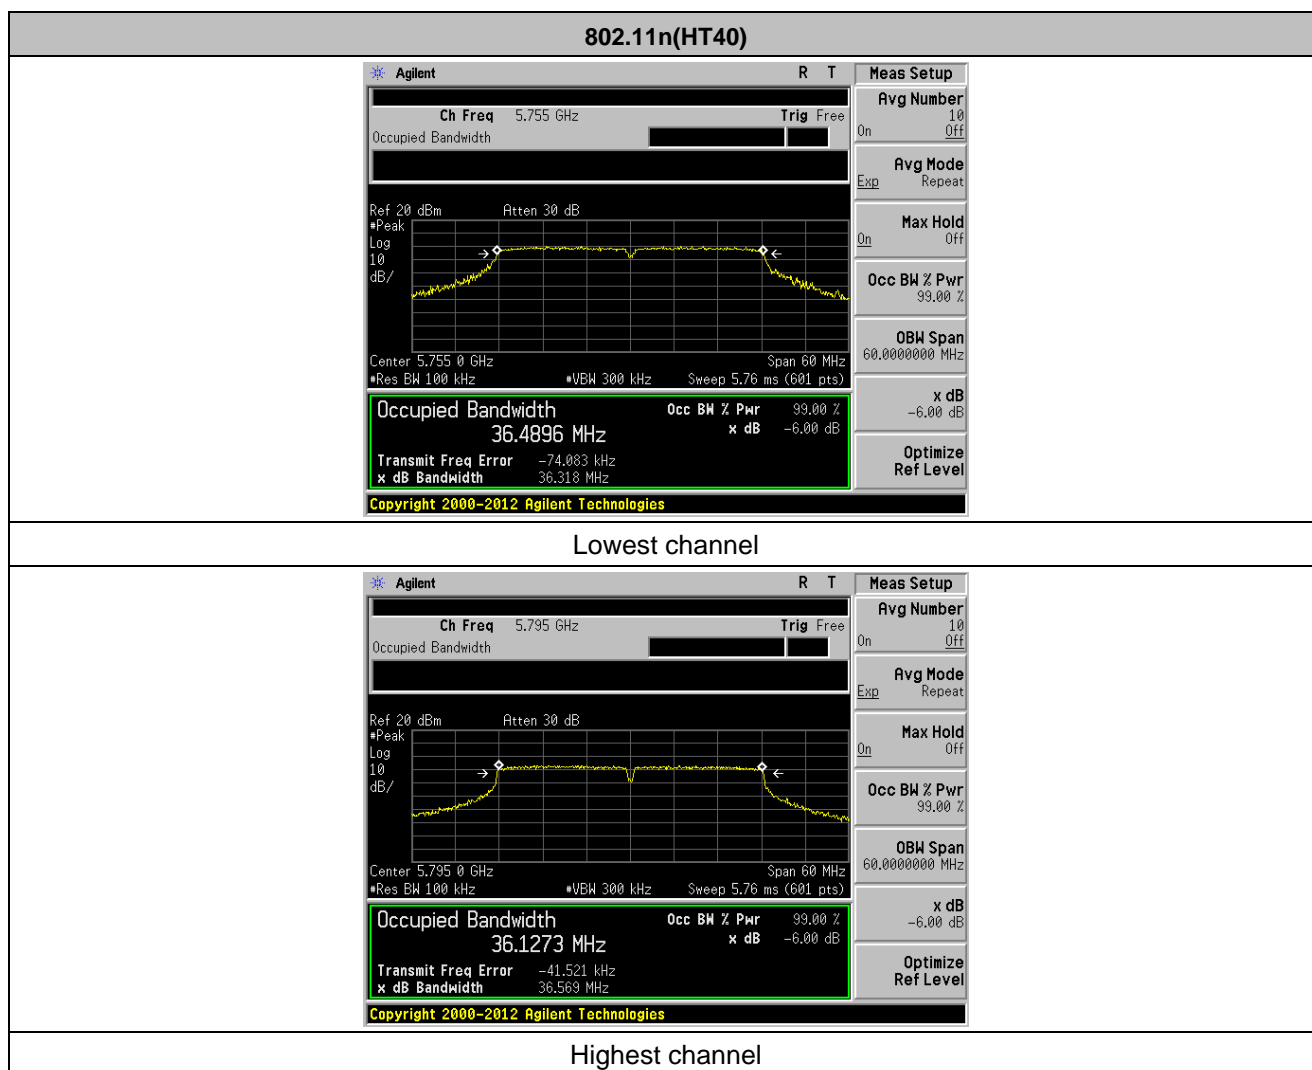 802.11n(HT40)
Agilent R T Meas Setup
Ch Freq 5.755 GHz Trig Free
Occupied Bandwidth
Avg Number
10
On Off
Avg Mode
Exp Repeat
Max Hold
On Off
Occ BW % Pwr
99.00 %
OBW Span
60.0000000 MHz
x dB
-6.00 dB
Optimize
Ref Level
Ref 20 dBm Atten 30 dB
#Peak
Log
10
dB/
Center 5.755 0 GHz Span 60 MHz
#Res BW 100 kHz #VBW 300 kHz Sweep 5.76 ms (601 pts)
Occupied Bandwidth Occ BW % Pwr 99.00 %
36.4896 MHz x dB -6.00 dB
Transmit Freq Error -74.083 kHz
x dB Bandwidth 36.318 MHz
Copyright 2000-2012 Agilent Technologies
Lowest channel
Agilent R T Meas Setup
Ch Freq 5.795 GHz Trig Free
Occupied Bandwidth
Avg Number
10
On Off
Avg Mode
Exp Repeat
Max Hold
On Off
Occ BW % Pwr
99.00 %
OBW Span
60.0000000 MHz
x dB
-6.00 dB
Optimize
Ref Level
Ref 20 dBm Atten 30 dB
#Peak
Log
10
dB/
Center 5.795 0 GHz Span 60 MHz
#Res BW 100 kHz #VBW 300 kHz Sweep 5.76 ms (601 pts)
Occupied Bandwidth Occ BW % Pwr 99.00 %
36.1273 MHz x dB -6.00 dB
Transmit Freq Error -41.521 kHz
x dB Bandwidth 36.569 MHz
Copyright 2000-2012 Agilent Technologies
Highest channel